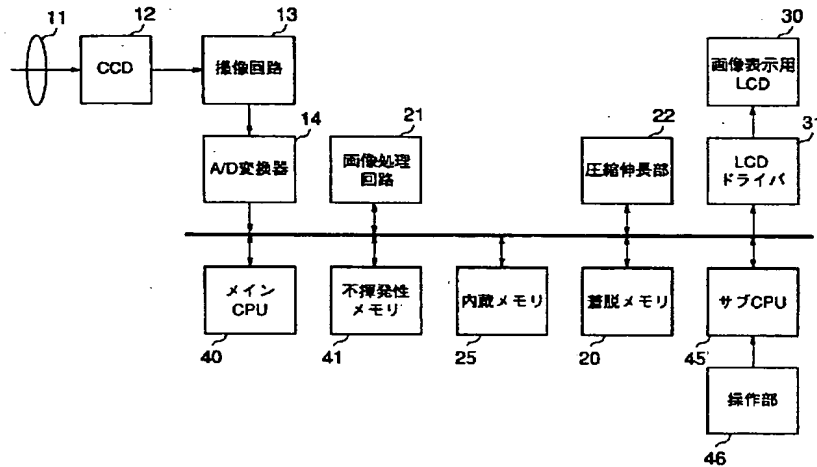 11
12
13
30
CCD
撮像回路
画像表示用
LCD
14
21
22
31
A/D変換器
画像処理
回路
圧縮伸長部
LCD
ドライバ
メイン
CPU
不揮発性
メモリ
内蔵メモリ
着脱メモリ
サブCPU
40
41
25
20
45
操作部
46